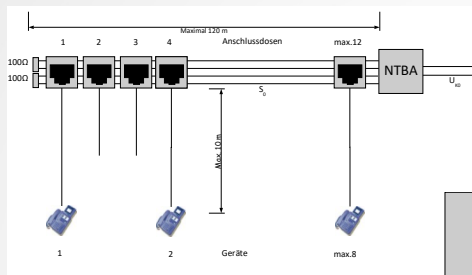 Maximal 120 m
1 2 3 4 Anschlussdosen max.12
100Ω
100Ω
NTBA
S₀
U K0
Max. 10 m
1 2 Geräte max.8